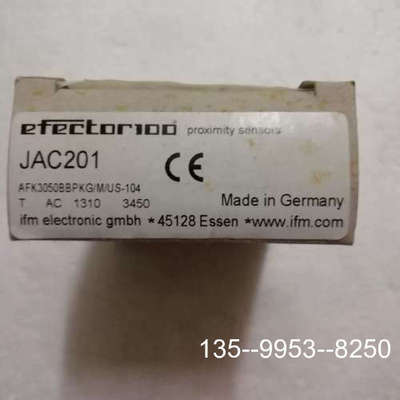 efector100 proximity sensors
JAC201
CE
AFK3050BBPKG/M/US-104
T AC 1310 3450
Made in Germany
ifm electronic gmbh * 45128 Essen * www.ifm.com
135--9953--8250